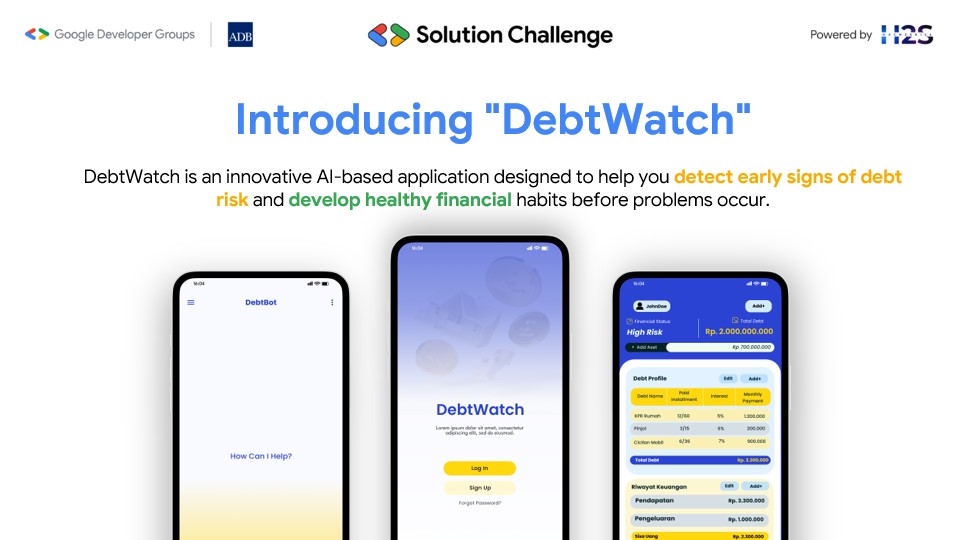 Google Developer Groups
ADB
Solution Challenge
Powered by H2S
Introducing "DebtWatch"
DebtWatch is an innovative AI-based application designed to help you detect early signs of debt
risk and develop healthy financial habits before problems occur.
16:04
DebtBot
How Can I Help?
16:04
DebtWatch
Lorem ipsum dolor sit amet, consectetur
adipiscing elit, sed do eiusmod.
Log In
Sign Up
Forgot Password?
16:04
JohnDoe
Add+
Financial Status
Total Debt
High Risk
Rp. 2.000.000.000
+ Add Aset
Rp 700.000.000
Debt Profile
Edit
Add+
Debt Name Paid Installment Interest Monthly Payment
KPR Rumah 12/60 5% 1.200.000
Pinjol 3/15 6% 200.000
Cicilan Mobil 6/36 7% 900.000
Total Debt
Riwayat Keuangan
Edit
Add+
Pendapatan Rp. 3.300.000
Pengeluaran Rp. 1.000.000
Sisa Uang Rp. 2.300.000